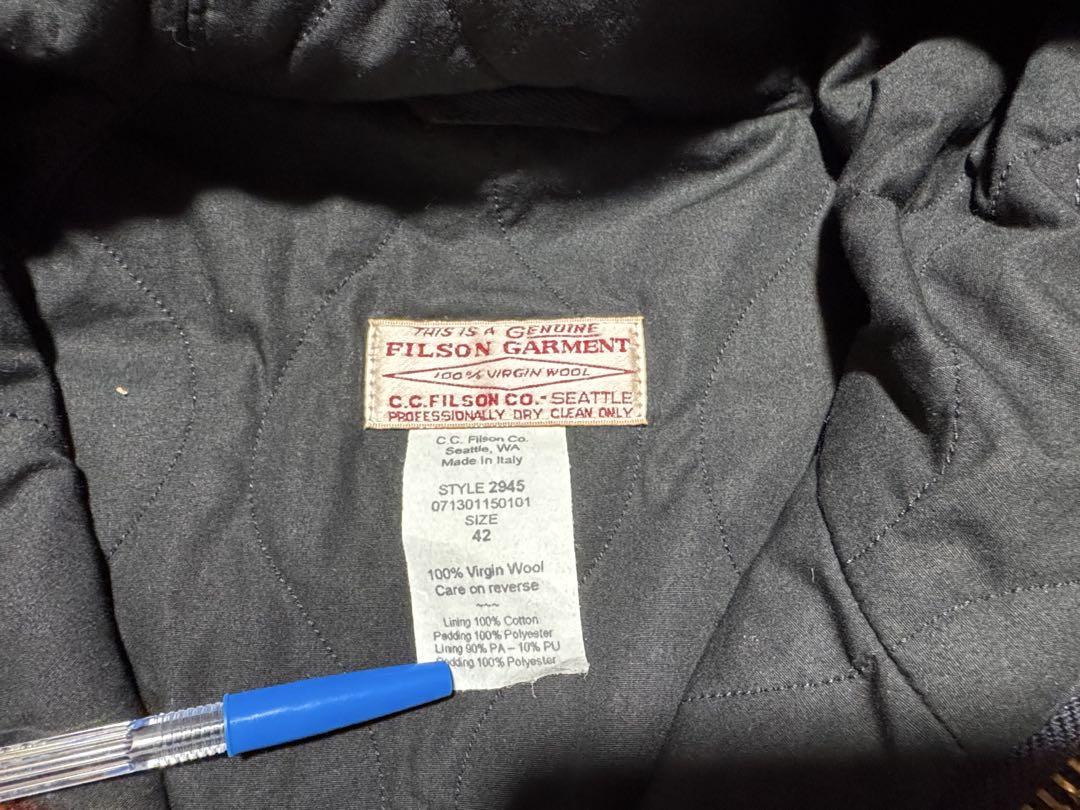 THIS IS A GENUINE
FILSON GARMENT
100% VIRGIN WOOL
C.C. FILSON CO. - SEATTLE
PROFESSIONALLY DRY CLEAN ONLY
C.C. Filson Co.
Seattle, WA
Made in Italy
STYLE 2945
071301150101
SIZE
42
100% Virgin Wool
Care on reverse
~~~
Lining 100% Cotton
Padding 100% Polyester
Lining 90% PA – 10% PU
Padding 100% Polyester